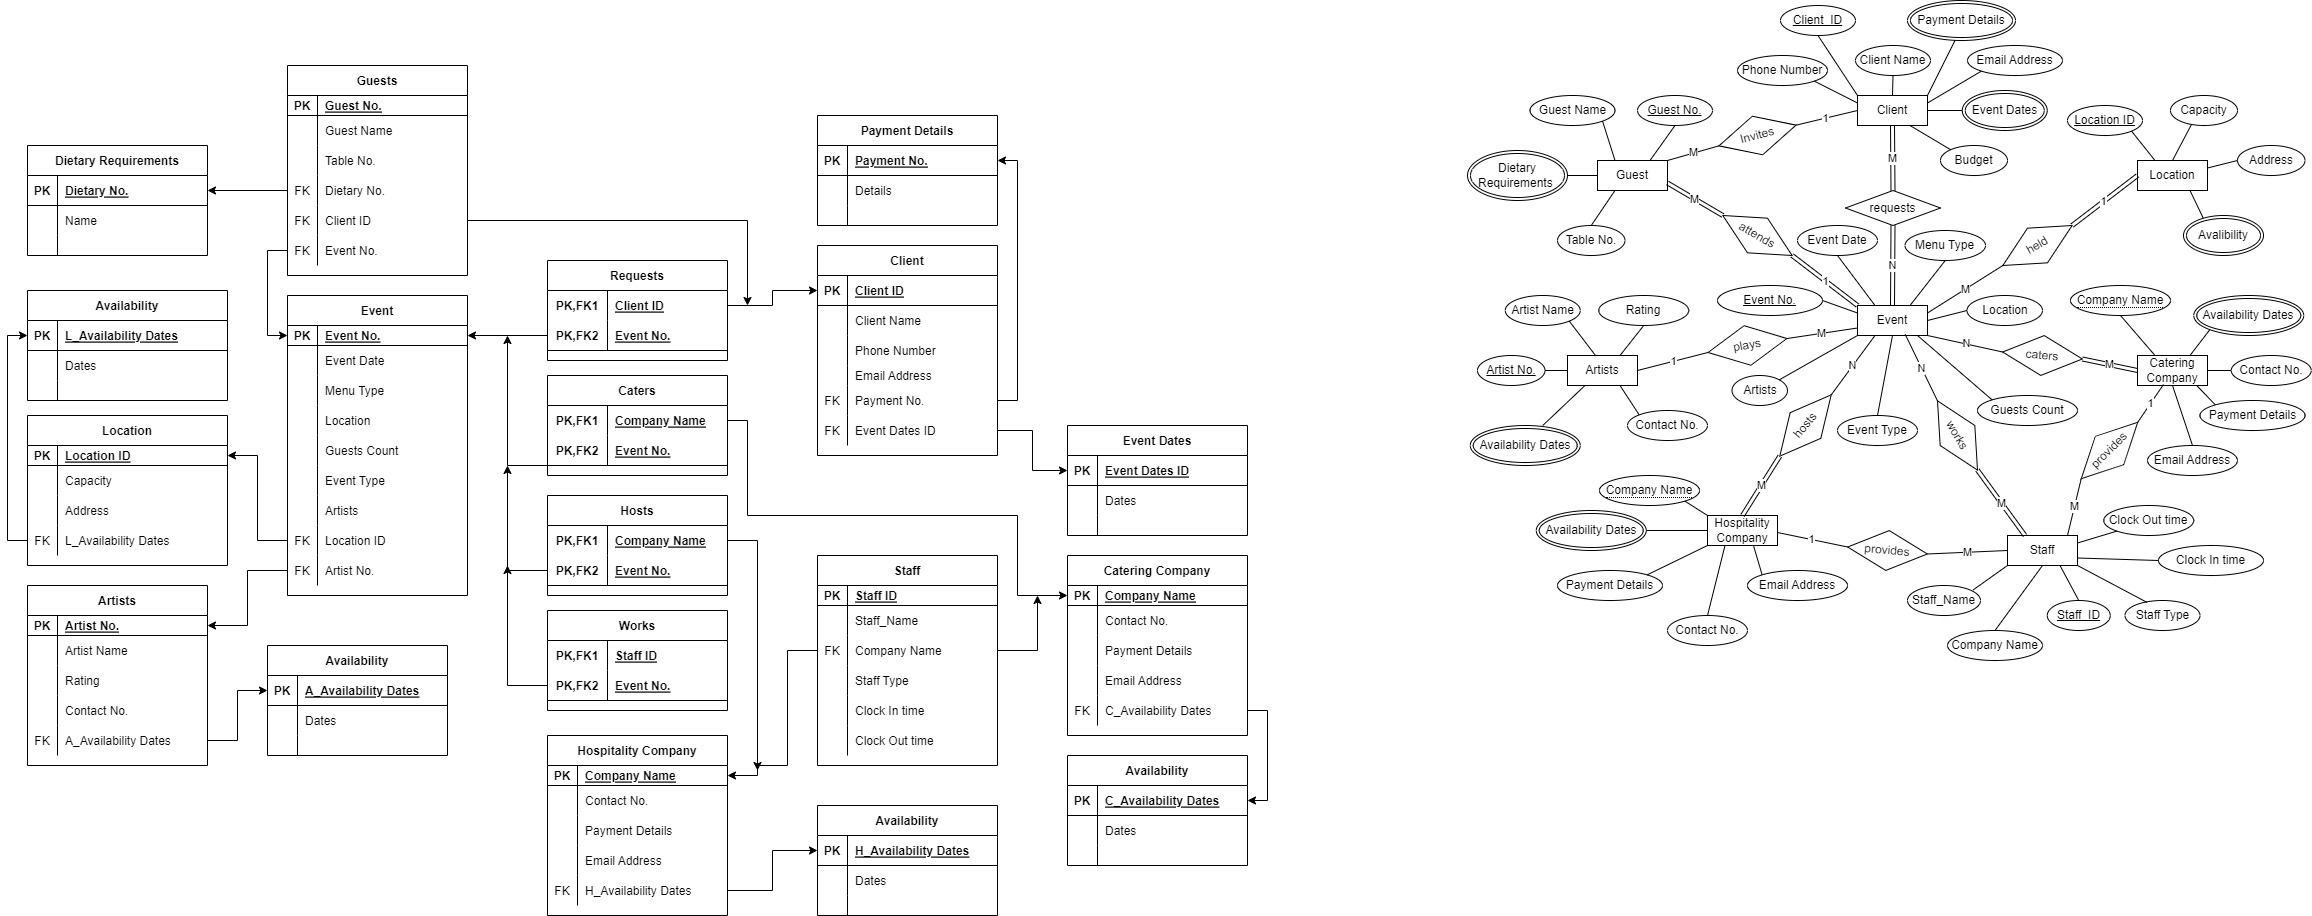 Guests
PK Guest No.
Guest Name
Table No.
FK Dietary No.
FK Client ID
FK Event No.
Dietary Requirements
PK Dietary No.
Name
Availability
PK L_Availability Dates
Dates
Location
PK Location ID
Capacity
Address
FK L_Availability Dates
Event
PK Event No.
Event Date
Menu Type
Location
Guests Count
Event Type
Artists
FK Location ID
FK Artist No.
Artists
PK Artist No.
Artist Name
Rating
Contact No.
FK A_Availability Dates
Availability
PK A_Availability Dates
Dates
Requests
PK,FK1 Client ID
PK,FK2 Event No.
Caters
PK,FK1 Company Name
PK,FK2 Event No.
Hosts
PK,FK1 Company Name
PK,FK2 Event No.
Works
PK,FK1 Staff ID
PK,FK2 Event No.
Hospitality Company
PK Company Name
Contact No.
Payment Details
Email Address
FK H_Availability Dates
Payment Details
PK Payment No.
Details
Client
PK Client ID
Client Name
Phone Number
Email Address
FK Payment No.
FK Event Dates ID
Event Dates
PK Event Dates ID
Dates
Staff
PK Staff ID
Staff_Name
FK Company Name
Staff Type
Clock In time
Clock Out time
Catering Company
PK Company Name
Contact No.
Payment Details
Email Address
FK C_Availability Dates
Availability
PK C_Availability Dates
Dates
Availability
PK H_Availability Dates
Dates
Client_ID
Payment Details
Phone Number
Client Name
Email Address
Client
Event Dates
Budget
Guest Name
Guest No.
M
Invites
1
Dietary
Requirements
Guest
Table No.
M
attends
1
M
requests
N
Location ID
Capacity
Location
Address
Avalibility
1
held
M
Event Date
Menu Type
Event No.
Event
Location
Artists
Event Type
Guests Count
Artist Name
Rating
Artist No.
Artists
Availability Dates
Contact No.
1
plays
M
Company Name
Availability Dates
Catering
Company
Contact No.
Payment Details
Email Address
N
caters
M
N
hosts
M
N
works
M
1
provides
M
Company Name
Availability Dates
Hospitality
Company
Payment Details
Email Address
Contact No.
1
provides
M
Staff
Clock Out time
Clock In time
Staff_Name
Staff_ID
Staff Type
Company Name